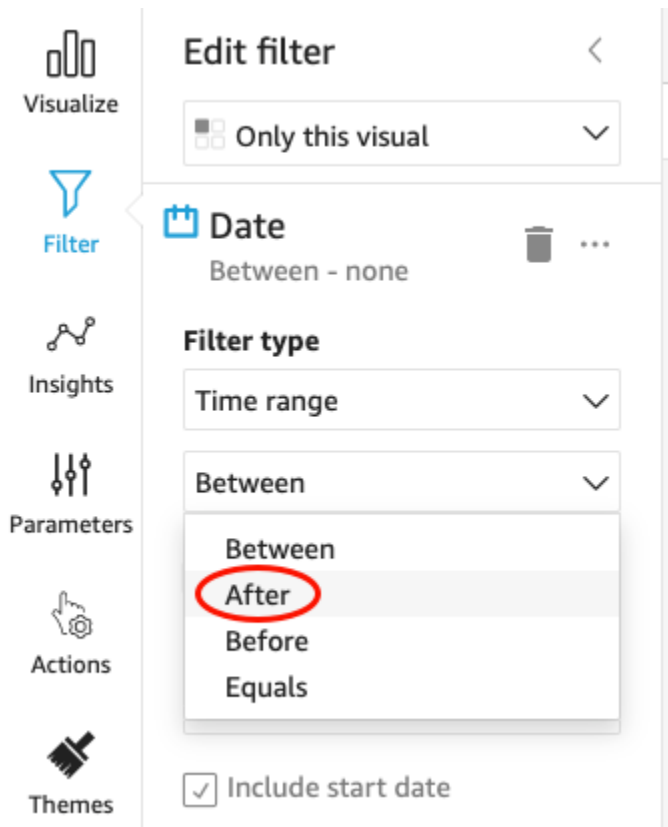 Visualize
Filter
Insights
Parameters
Actions
Themes
Edit filter
Only this visual
Date
Between - none
Filter type
Time range
Between
Between
After
Before
Equals
Include start date